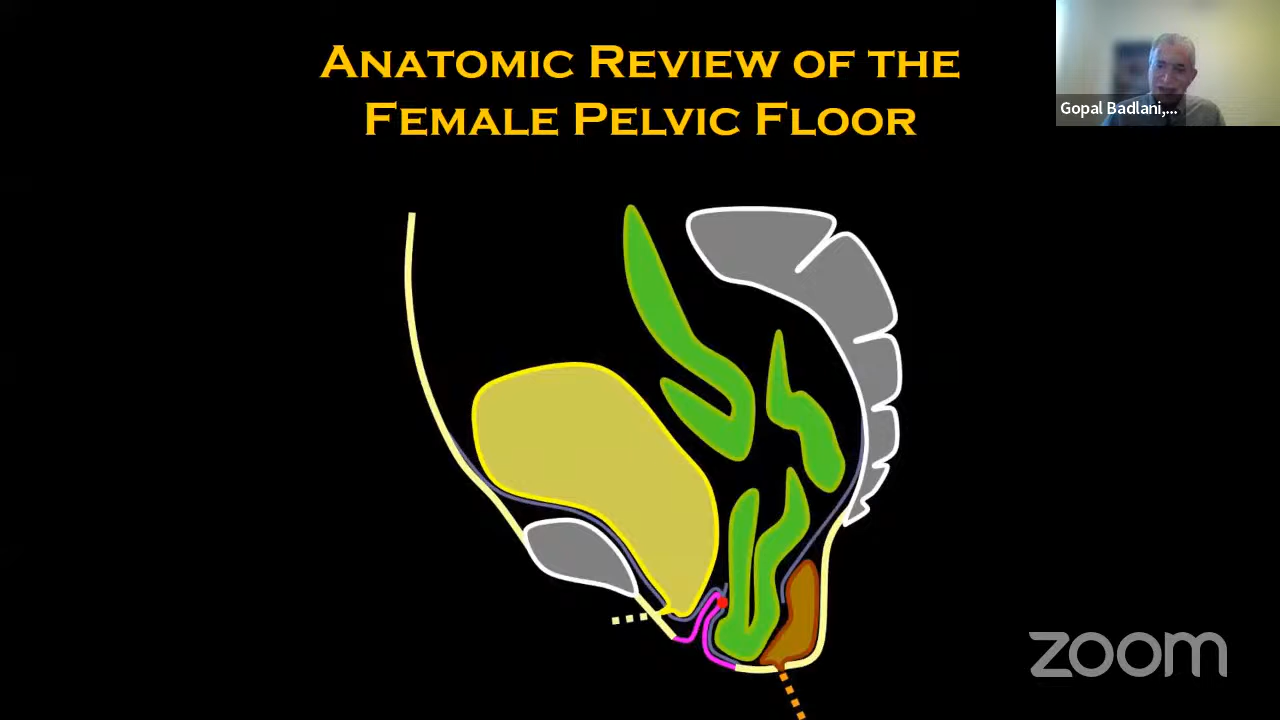 ANATOMIC REVIEW OF THE
FEMALE PELVIC FLOOR
Gopal Badlani,...
zoom